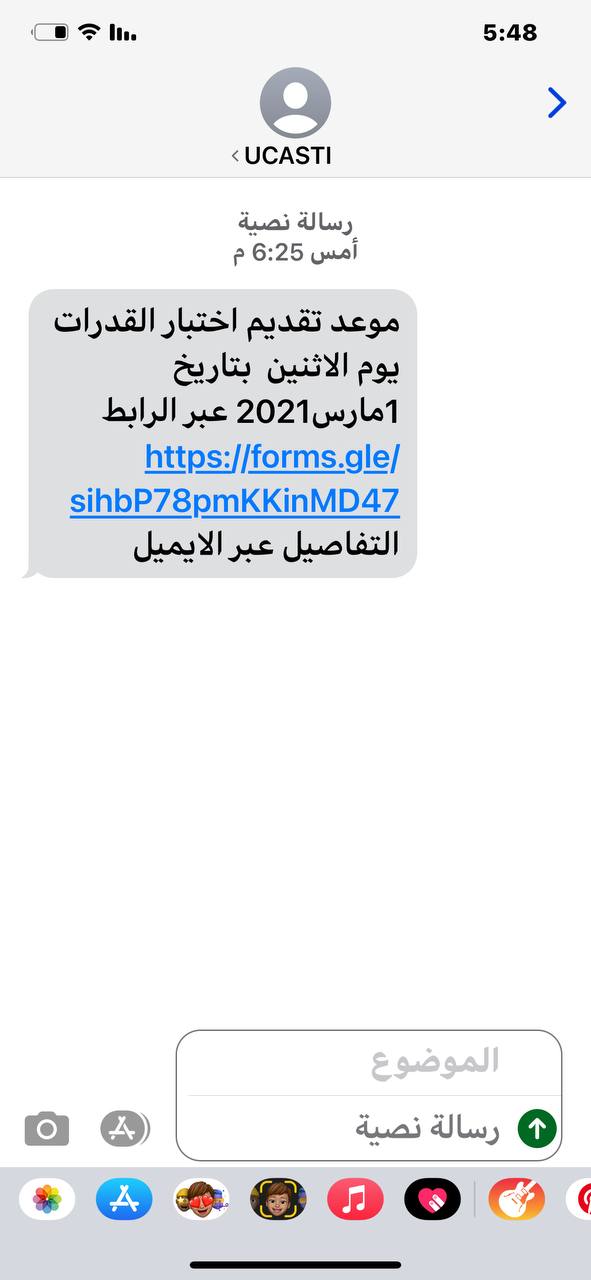 5:48
UCASTI
رسالة نصية
أمس 6:25 م
موعد تقديم اختبار القدرات
يوم الاثنين بتاريخ
1مارس2021 عبر الرابط
https://forms.gle/
sihbP78pmKKinMD47
التفاصيل عبر الايميل
الموضوع
رسالة نصية